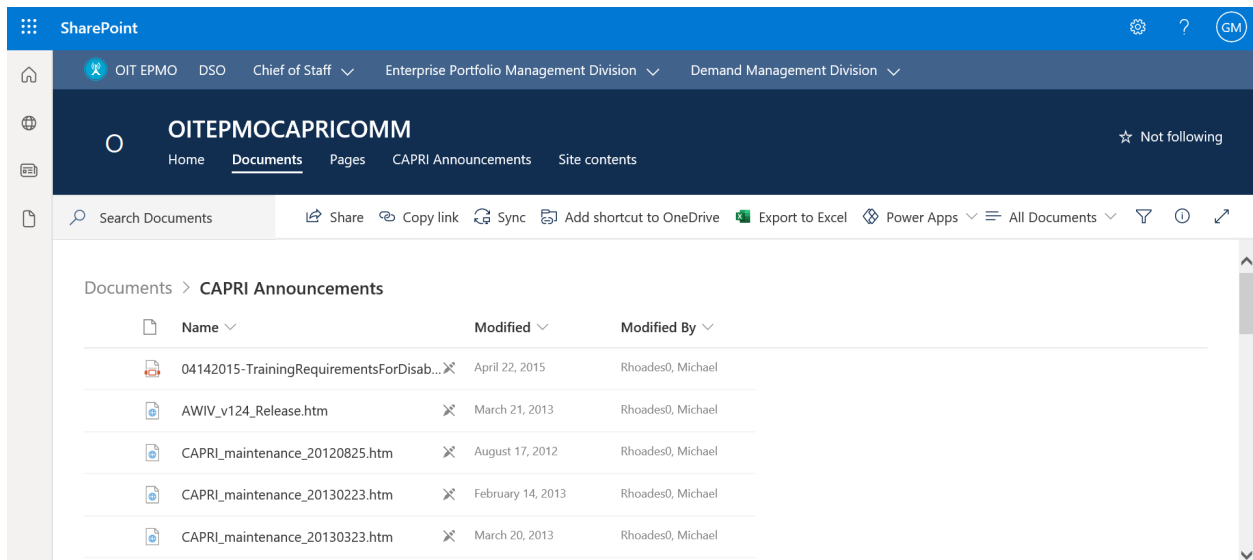 SharePoint ? GM
OIT EPMO DSO Chief of Staff Enterprise Portfolio Management Division Demand Management Division
O OITEPMOCAPRICOMM
Not following
Home Documents Pages CAPRI Announcements Site contents
Search Documents Share Copy link Sync Add shortcut to OneDrive Export to Excel Power Apps All Documents
Documents > CAPRI Announcements
Name Modified Modified By
04142015-TrainingRequirementsForDisab... April 22, 2015 Rhoades0, Michael
AWIV_v124_Release.htm March 21, 2013 Rhoades0, Michael
CAPRI_maintenance_20120825.htm August 17, 2012 Rhoades0, Michael
CAPRI_maintenance_20130223.htm February 14, 2013 Rhoades0, Michael
CAPRI_maintenance_20130323.htm March 20, 2013 Rhoades0, Michael